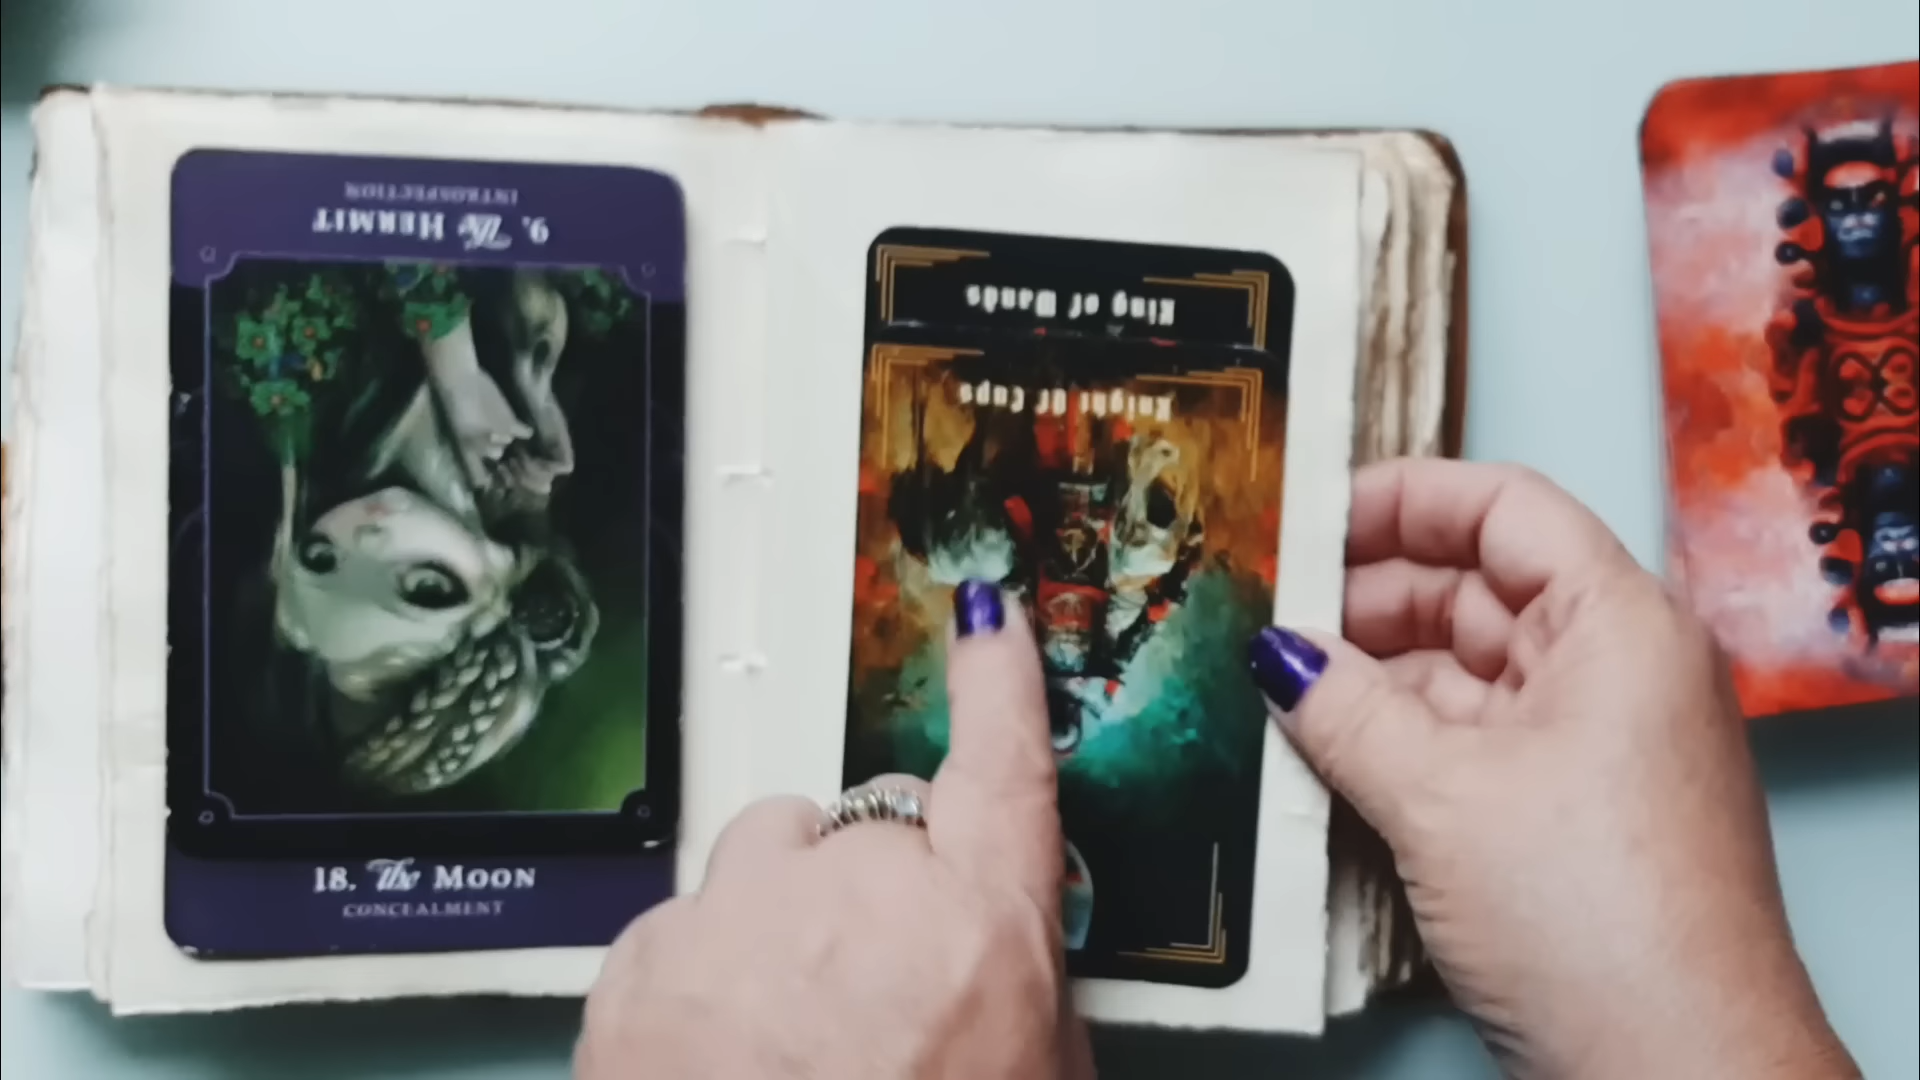 INTROSPECTION
9. The HERMIT
18. The MOON
CONCEALMENT
King of Wands
Knight Of Cups